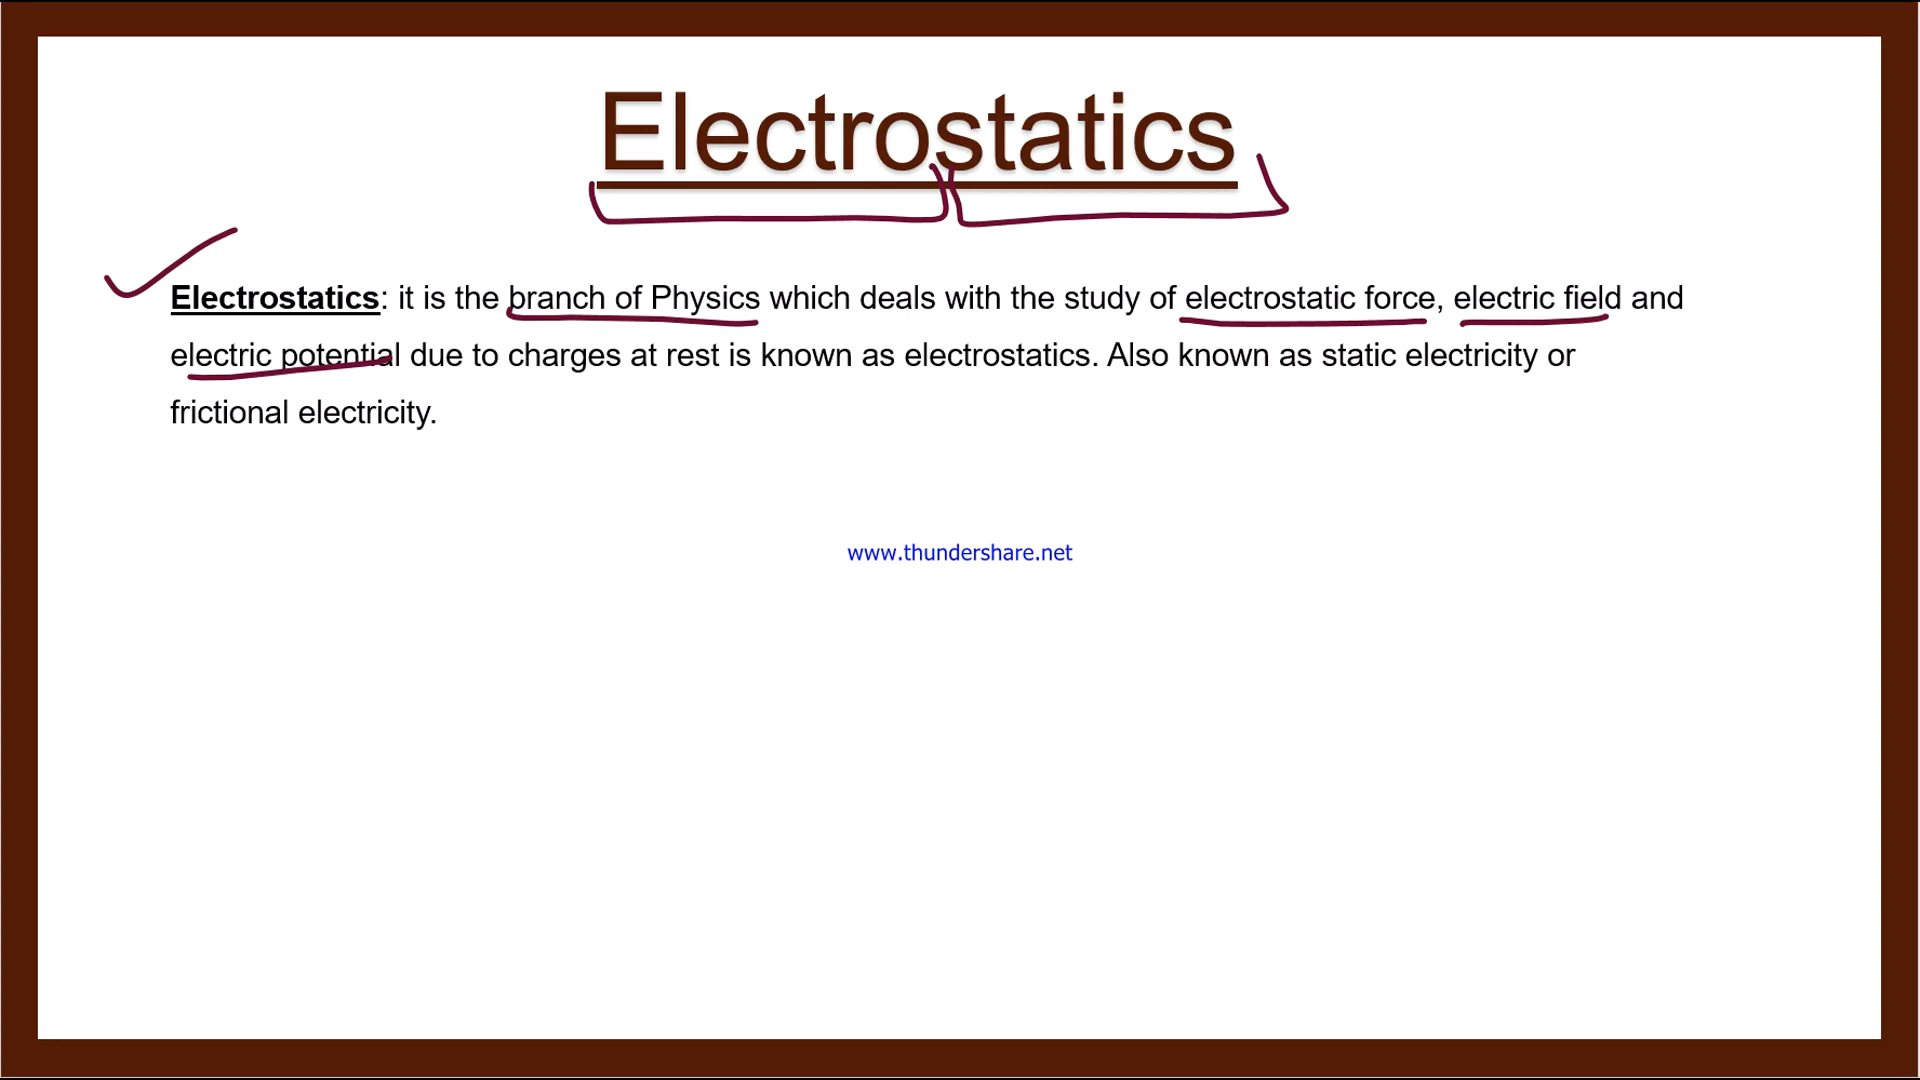 Electrostatics
Electrostatics: it is the branch of Physics which deals with the study of electrostatic force, electric field and
electric potential due to charges at rest is known as electrostatics. Also known as static electricity or
frictional electricity.
www.thundershare.net